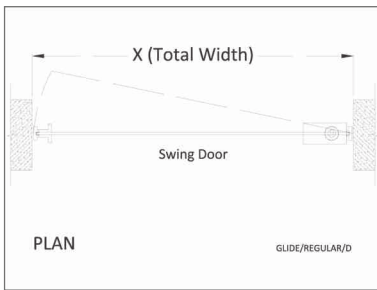 X (Total Width)
Swing Door
PLAN
GLIDE/REGULAR/D